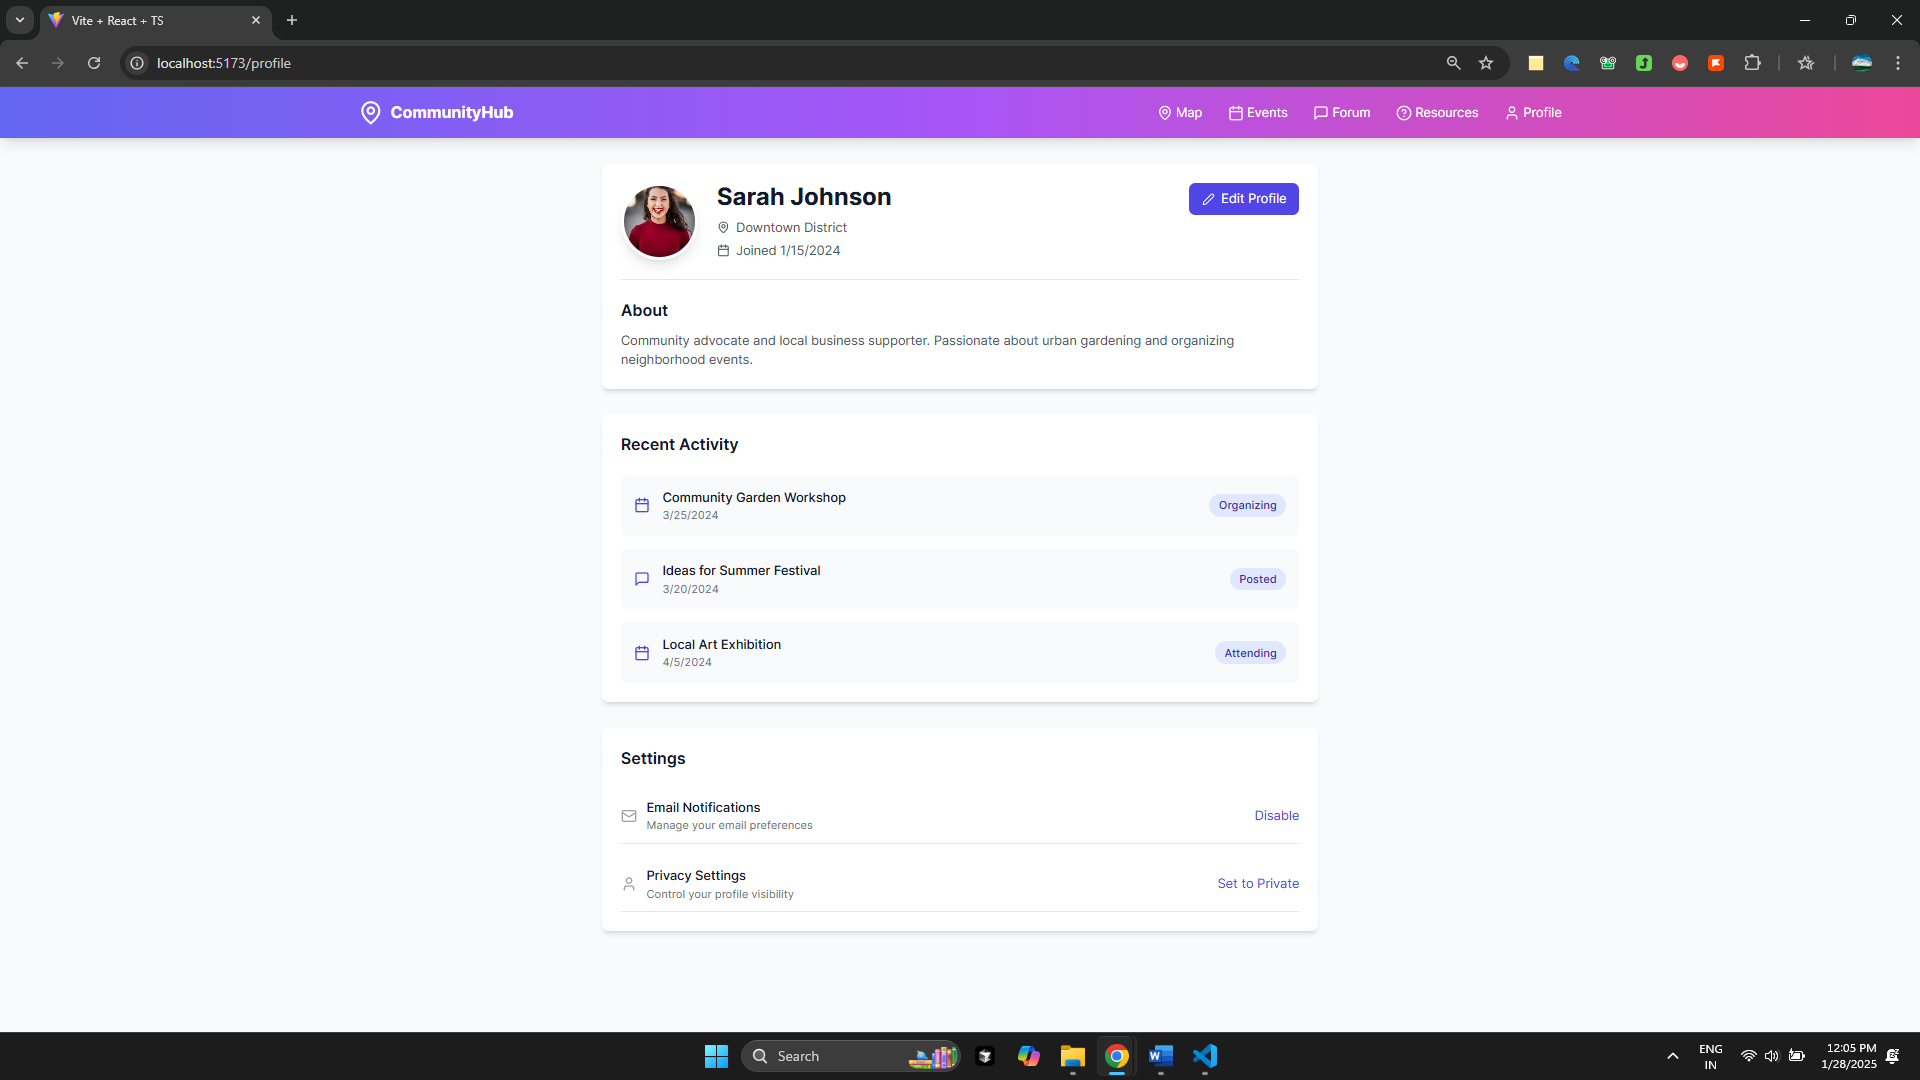 Vite + React + TS
localhost:5173/profile
CommunityHub
Map
Events
Forum
Resources
Profile
Sarah Johnson
Edit Profile
Downtown District
Joined 1/15/2024
About
Community advocate and local business supporter. Passionate about urban gardening and organizing
neighborhood events.
Recent Activity
Community Garden Workshop
3/25/2024
Organizing
Ideas for Summer Festival
3/20/2024
Posted
Local Art Exhibition
4/5/2024
Attending
Settings
Email Notifications
Manage your email preferences
Disable
Privacy Settings
Control your profile visibility
Set to Private
Search
ENG
IN
12:05 PM
1/28/2025